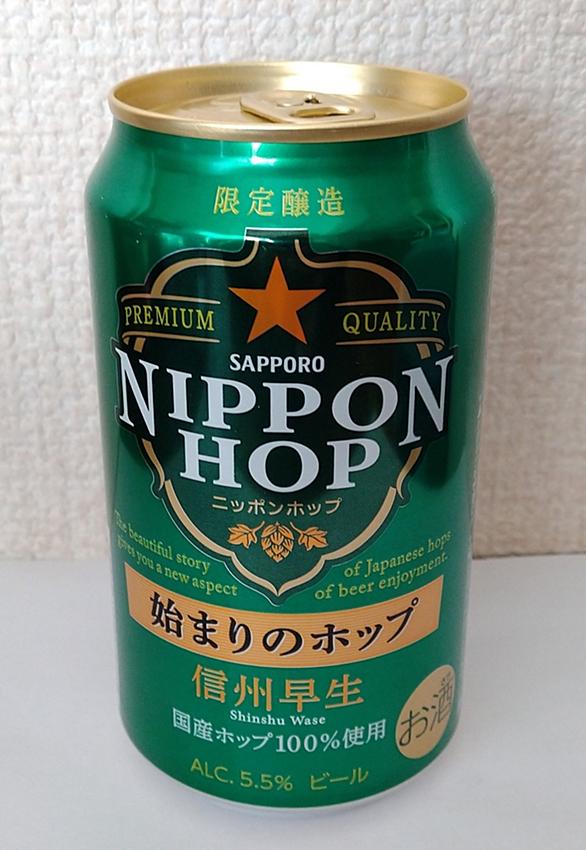 限定醸造
PREMIUM QUALITY
SAPPORO
NIPPON
HOP
ニッポンホップ
The beautiful story
gives you a new aspect
of Japanese hops
of beer enjoyment.
始まりのホップ
信州早生
Shinshu Wase
国産ホップ100%使用
お酒
ALC. 5.5% ビール